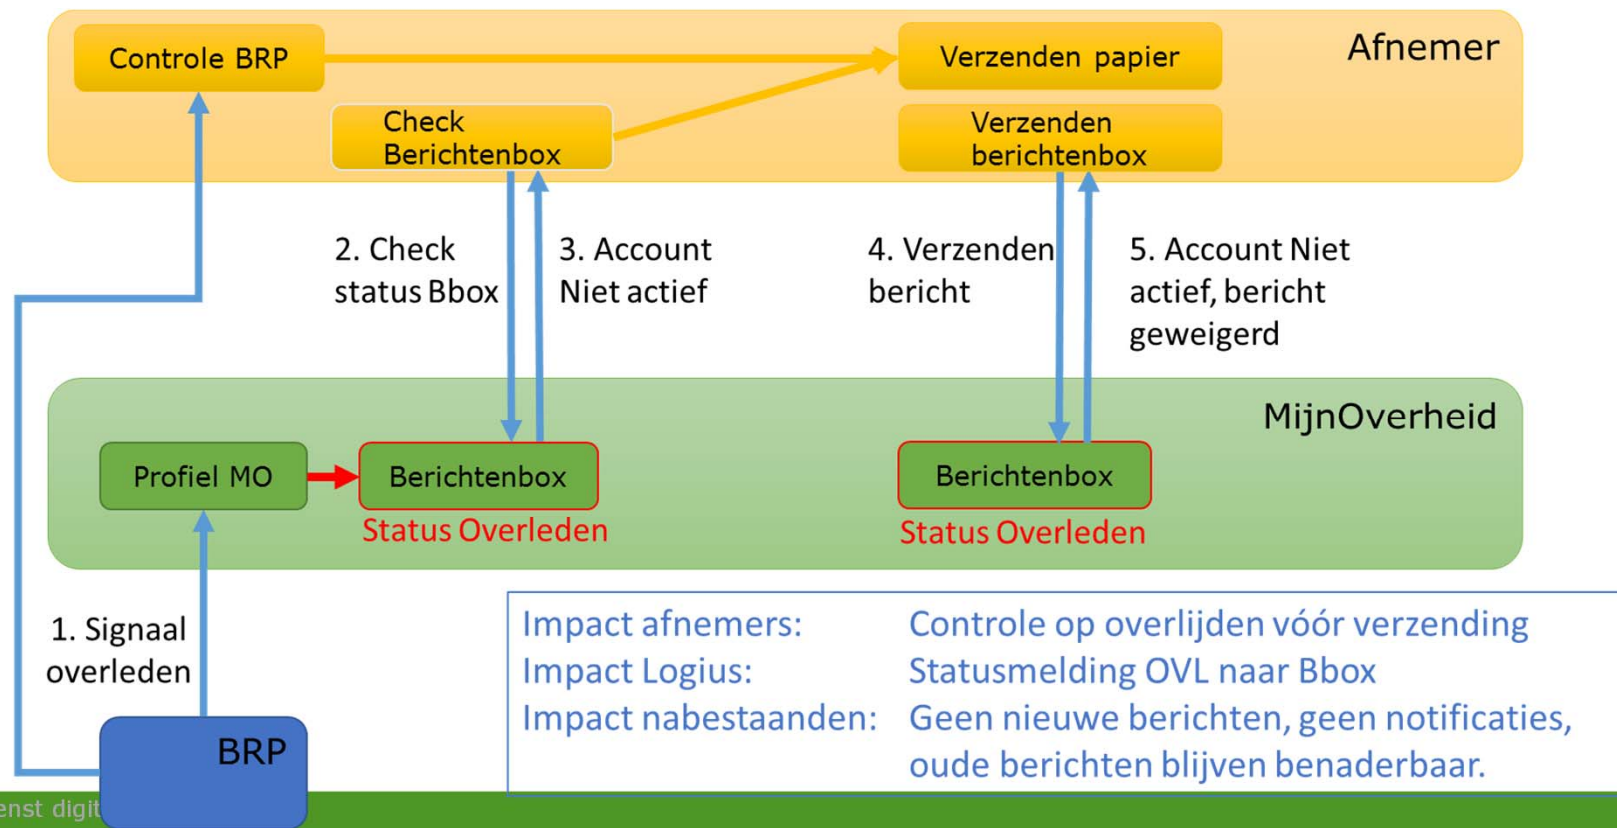 Afnemer
Controle BRP
Verzenden papier
Check
Berichtenbox
Verzenden
berichtenbox
2. Check
status Bbox
3. Account
Niet actief
4. Verzenden
bericht
5. Account Niet
actief, bericht
geweigerd
MijnOverheid
Profiel MO
Berichtenbox
Status Overleden
Berichtenbox
Status Overleden
1. Signaal
overleden
BRP
Impact afnemers: Controle op overlijden vóór verzending
Impact Logius: Statusmelding OVL naar Bbox
Impact nabestaanden: Geen nieuwe berichten, geen notificaties,
oude berichten blijven benaderbaar.
enst digit